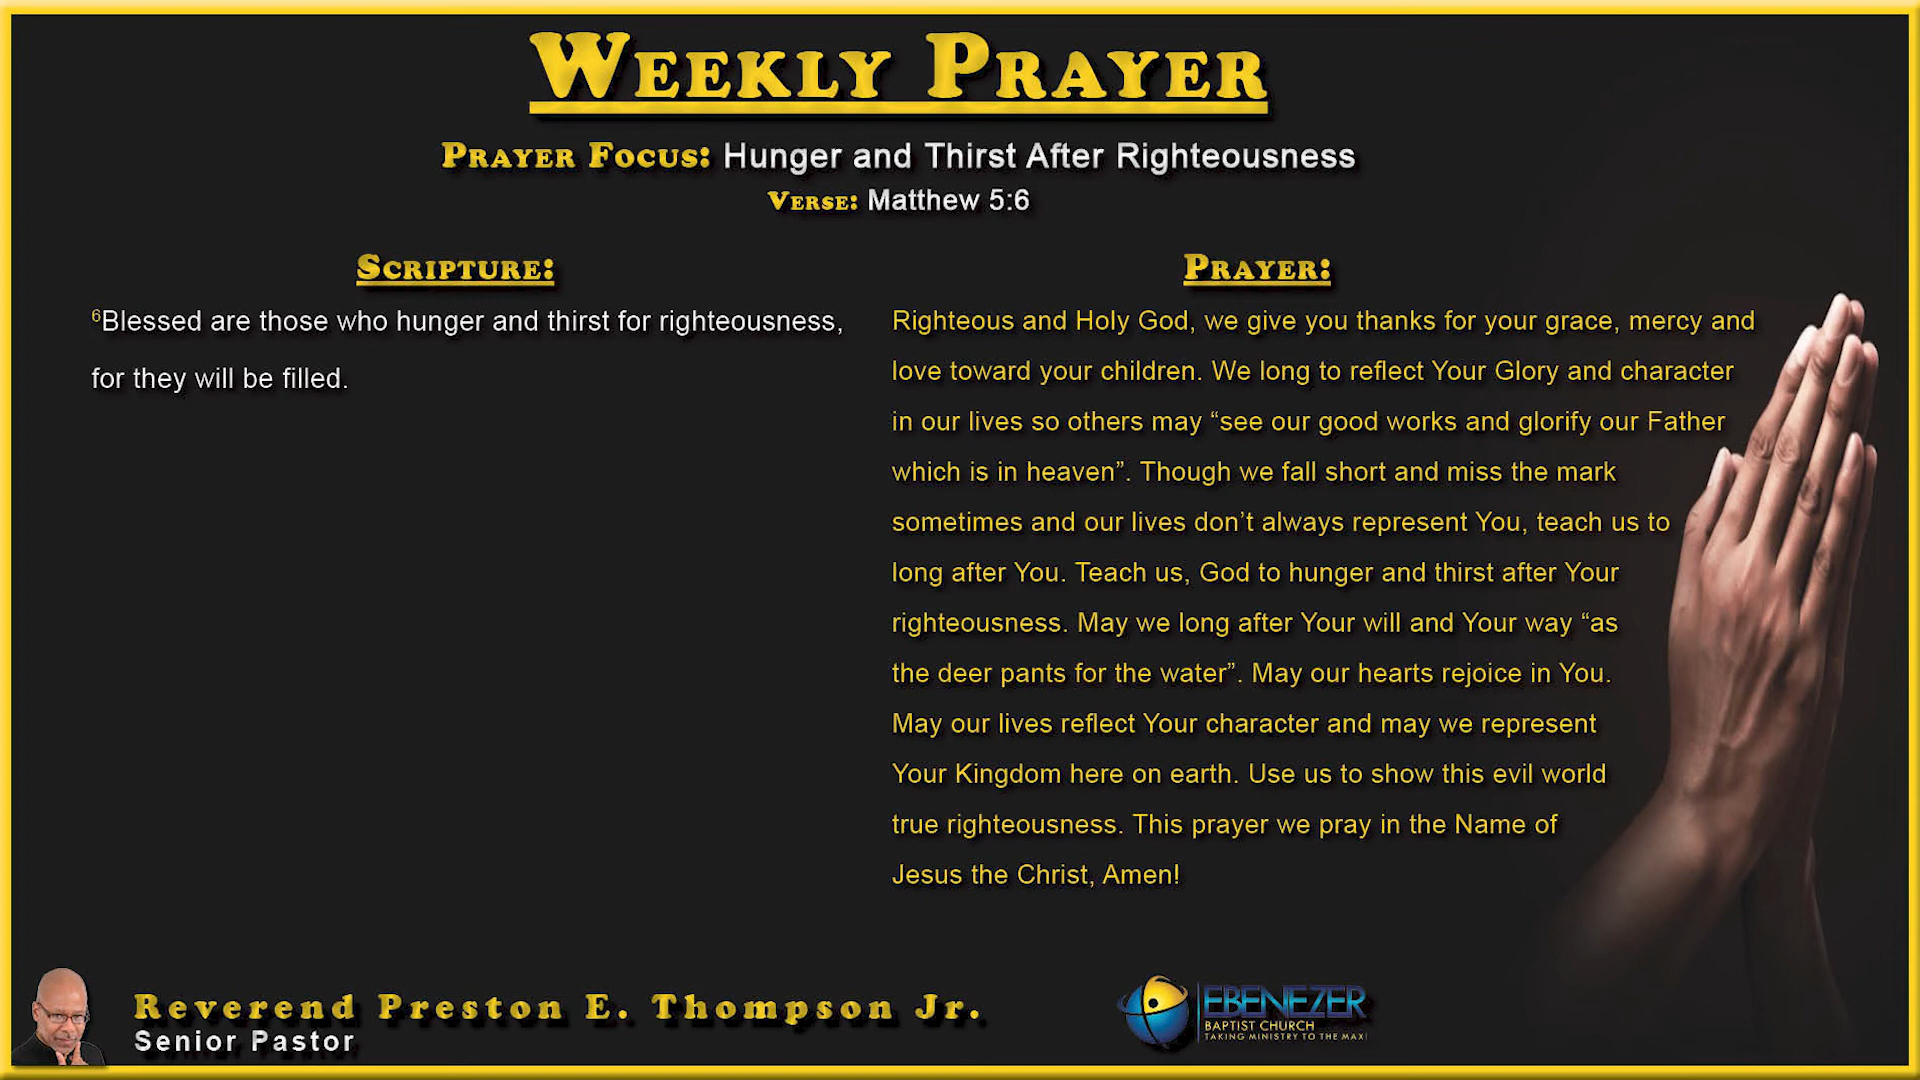 Weekly Prayer
Prayer Focus: Hunger and Thirst After Righteousness
Verse: Matthew 5:6
Scripture:
⁶Blessed are those who hunger and thirst for righteousness,
for they will be filled.
Prayer:
Righteous and Holy God, we give you thanks for your grace, mercy and
love toward your children. We long to reflect Your Glory and character
in our lives so others may “see our good works and glorify our Father
which is in heaven”. Though we fall short and miss the mark
sometimes and our lives don’t always represent You, teach us to
long after You. Teach us, God to hunger and thirst after Your
righteousness. May we long after Your will and Your way “as
the deer pants for the water”. May our hearts rejoice in You.
May our lives reflect Your character and may we represent
Your Kingdom here on earth. Use us to show this evil world
true righteousness. This prayer we pray in the Name of
Jesus the Christ, Amen!
Reverend Preston E. Thompson Jr.
Senior Pastor
EBENEZER
BAPTIST CHURCH
TAKING MINISTRY TO THE MAX!